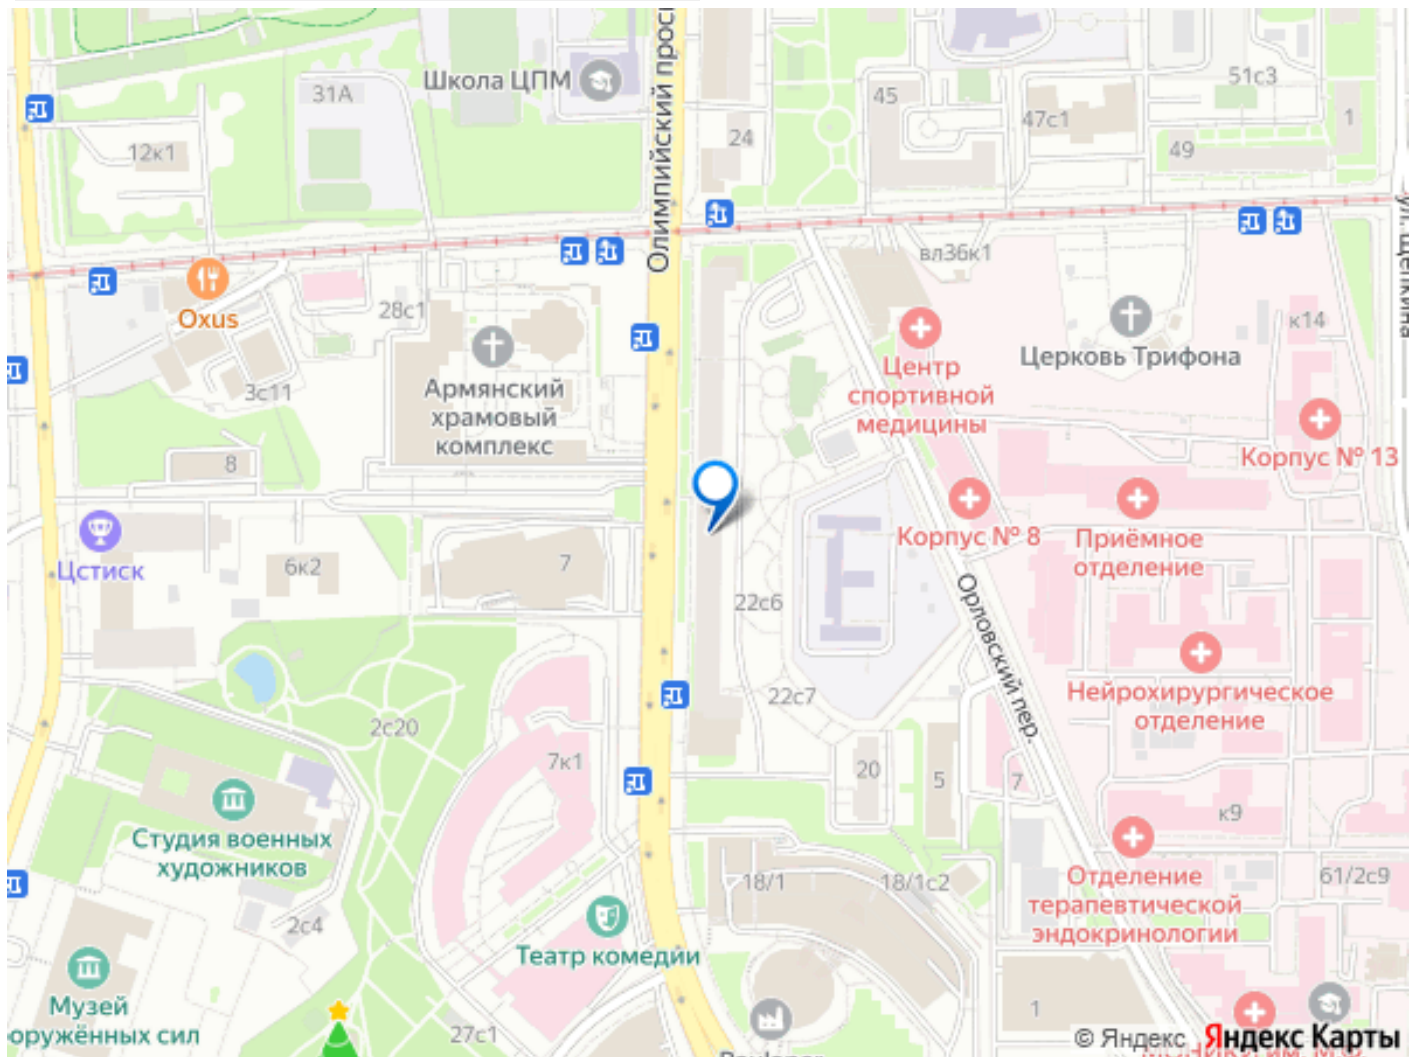 Олимпийский прос
Школа ЦПМ
31А
12к1
24
45
47с1
51с3
1
49
ул. Щепкина
вл36к1
Oxus
28с1
3с11
Армянский
храмовый
комплекс
8
Центр
спортивной
медицины
Церковь Трифона
к14
Корпус № 13
Цстиск
6к2
7
Корпус № 8
Приёмное
отделение
22с6
Орловский пер.
Нейрохирургическое
отделение
22с7
2с20
7к1
20
5
7
к9
Студия военных
художников
2с4
18/1
18/1с2
Отделение
терапевтической
эндокринологии
61/2с9
Театр комедии
Музей
оружённых сил
27с1
1
© Яндекс Яндекс Карты